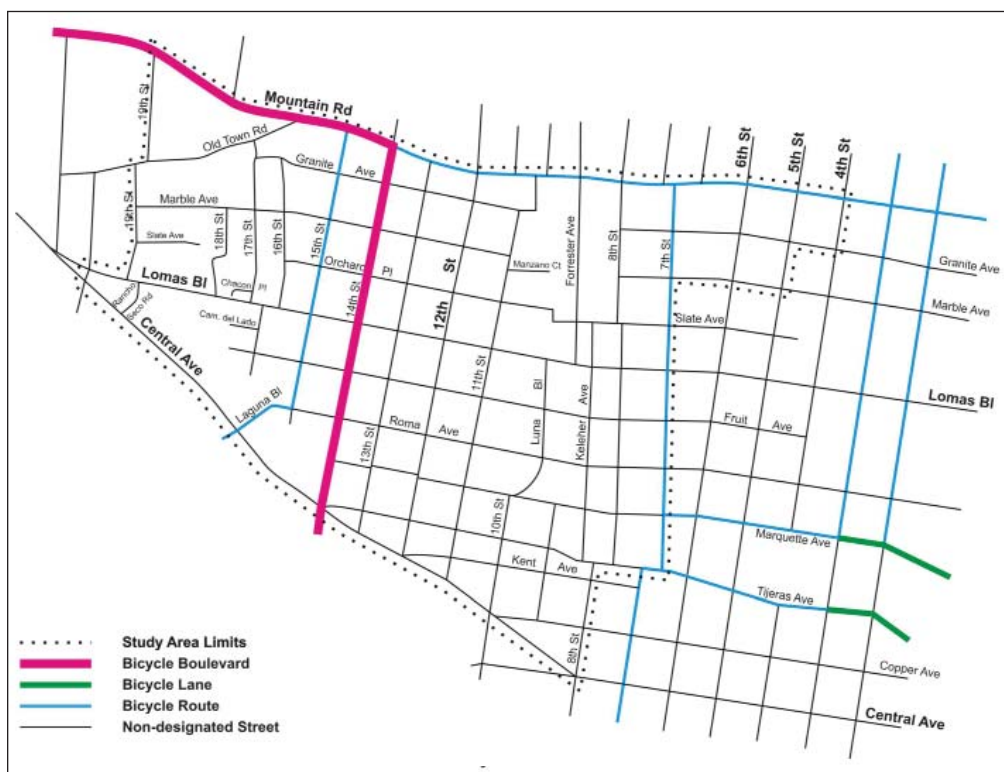 Mountain Rd
19th St
Old Town Rd
Granite Ave
6th St
5th St
4th St
19th St
Marble Ave
Slate Ave
18th St
17th St
16th St
15th St
Orchard Pl
14th St
12th St
Manzano Ct
Forrester Ave
8th St
7th St
Granite Ave
Marble Ave
Lomas Bl
Chacon Pl
Rancho
Seco Rd
Cam. del Lado
Central Ave
Slate Ave
11th St
Luna Bl
Keleher Ave
Lomas Bl
Laguna Bl
Roma Ave
13th St
Fruit Ave
10th St
Marquette Ave
Kent Ave
Tijeras Ave
8th St
Copper Ave
Central Ave
Study Area Limits
Bicycle Boulevard
Bicycle Lane
Bicycle Route
Non-designated Street